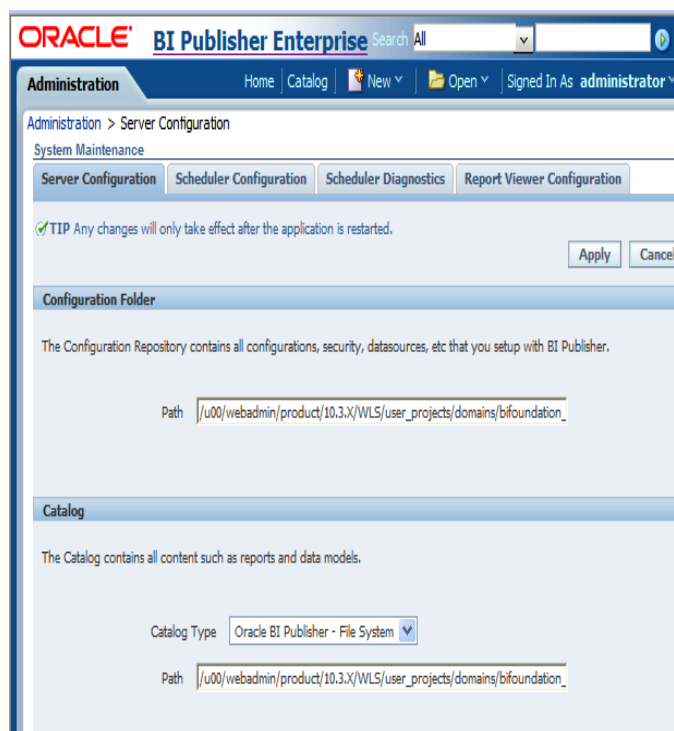 ORACLE' BI Publisher Enterprise Search All
Administration Home Catalog New Open Signed In As administrator
Administration > Server Configuration
System Maintenance
Server Configuration Scheduler Configuration Scheduler Diagnostics Report Viewer Configuration
TIP Any changes will only take effect after the application is restarted.
Apply Cancel
Configuration Folder
The Configuration Repository contains all configurations, security, datasources, etc that you setup with BI Publisher.
Path /u00/webadmin/product/10.3.X/WLS/user_projects/domains/bifoundation_
Catalog
The Catalog contains all content such as reports and data models.
Catalog Type Oracle BI Publisher - File System
Path /u00/webadmin/product/10.3.X/WLS/user_projects/domains/bifoundation_